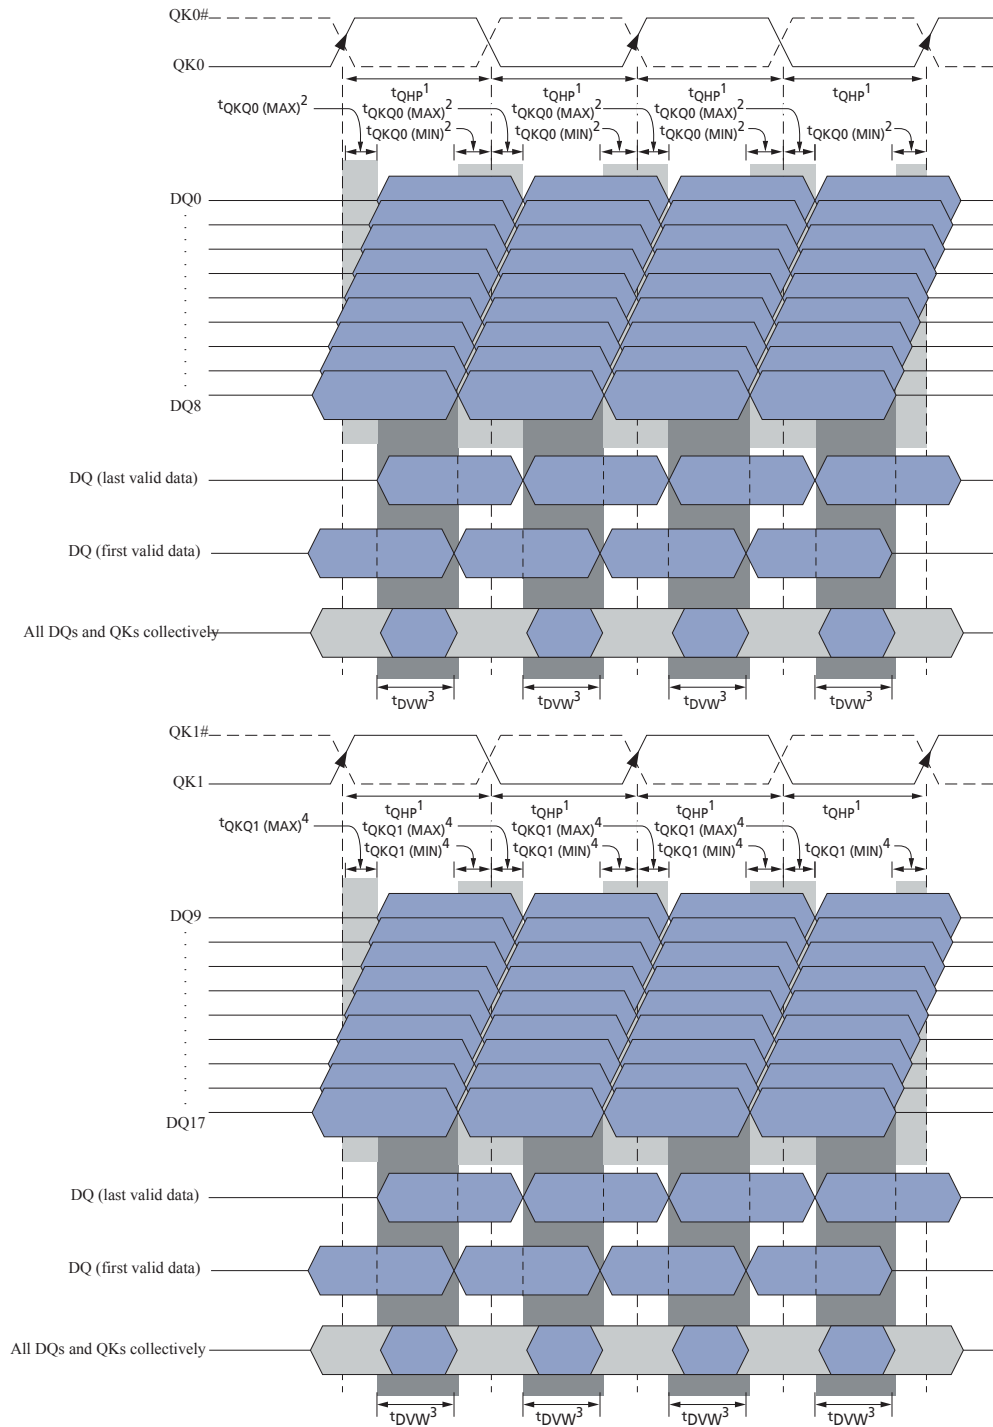 QK0#
QK0
tQHP1 tQHP1 tQHP1 tQHP1
tQKQ0 (MAX)2 tQKQ0 (MAX)2 tQKQ0 (MAX)2 tQKQ0 (MAX)2
tQKQ0 (MIN)2 tQKQ0 (MIN)2 tQKQ0 (MIN)2 tQKQ0 (MIN)2
DQ0
DQ8
DQ (last valid data)
DQ (first valid data)
All DQs and QKs collectively
tDVW3 tDVW3 tDVW3 tDVW3
QK1#
QK1
tQHP1 tQHP1 tQHP1 tQHP1
tQKQ1 (MAX)4 tQKQ1 (MAX)4 tQKQ1 (MAX)4 tQKQ1 (MAX)4
tQKQ1 (MIN)4 tQKQ1 (MIN)4 tQKQ1 (MIN)4 tQKQ1 (MIN)4
DQ9
DQ17
DQ (last valid data)
DQ (first valid data)
All DQs and QKs collectively
tDVW3 tDVW3 tDVW3 tDVW3